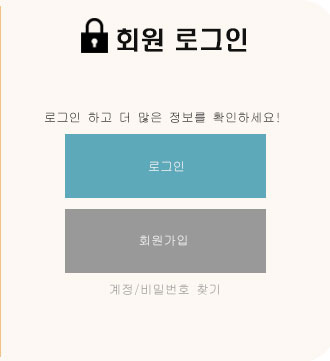 회원 로그인
로그인 하고 더 많은 정보를 확인하세요!
로그인
회원가입
계정/비밀번호 찾기